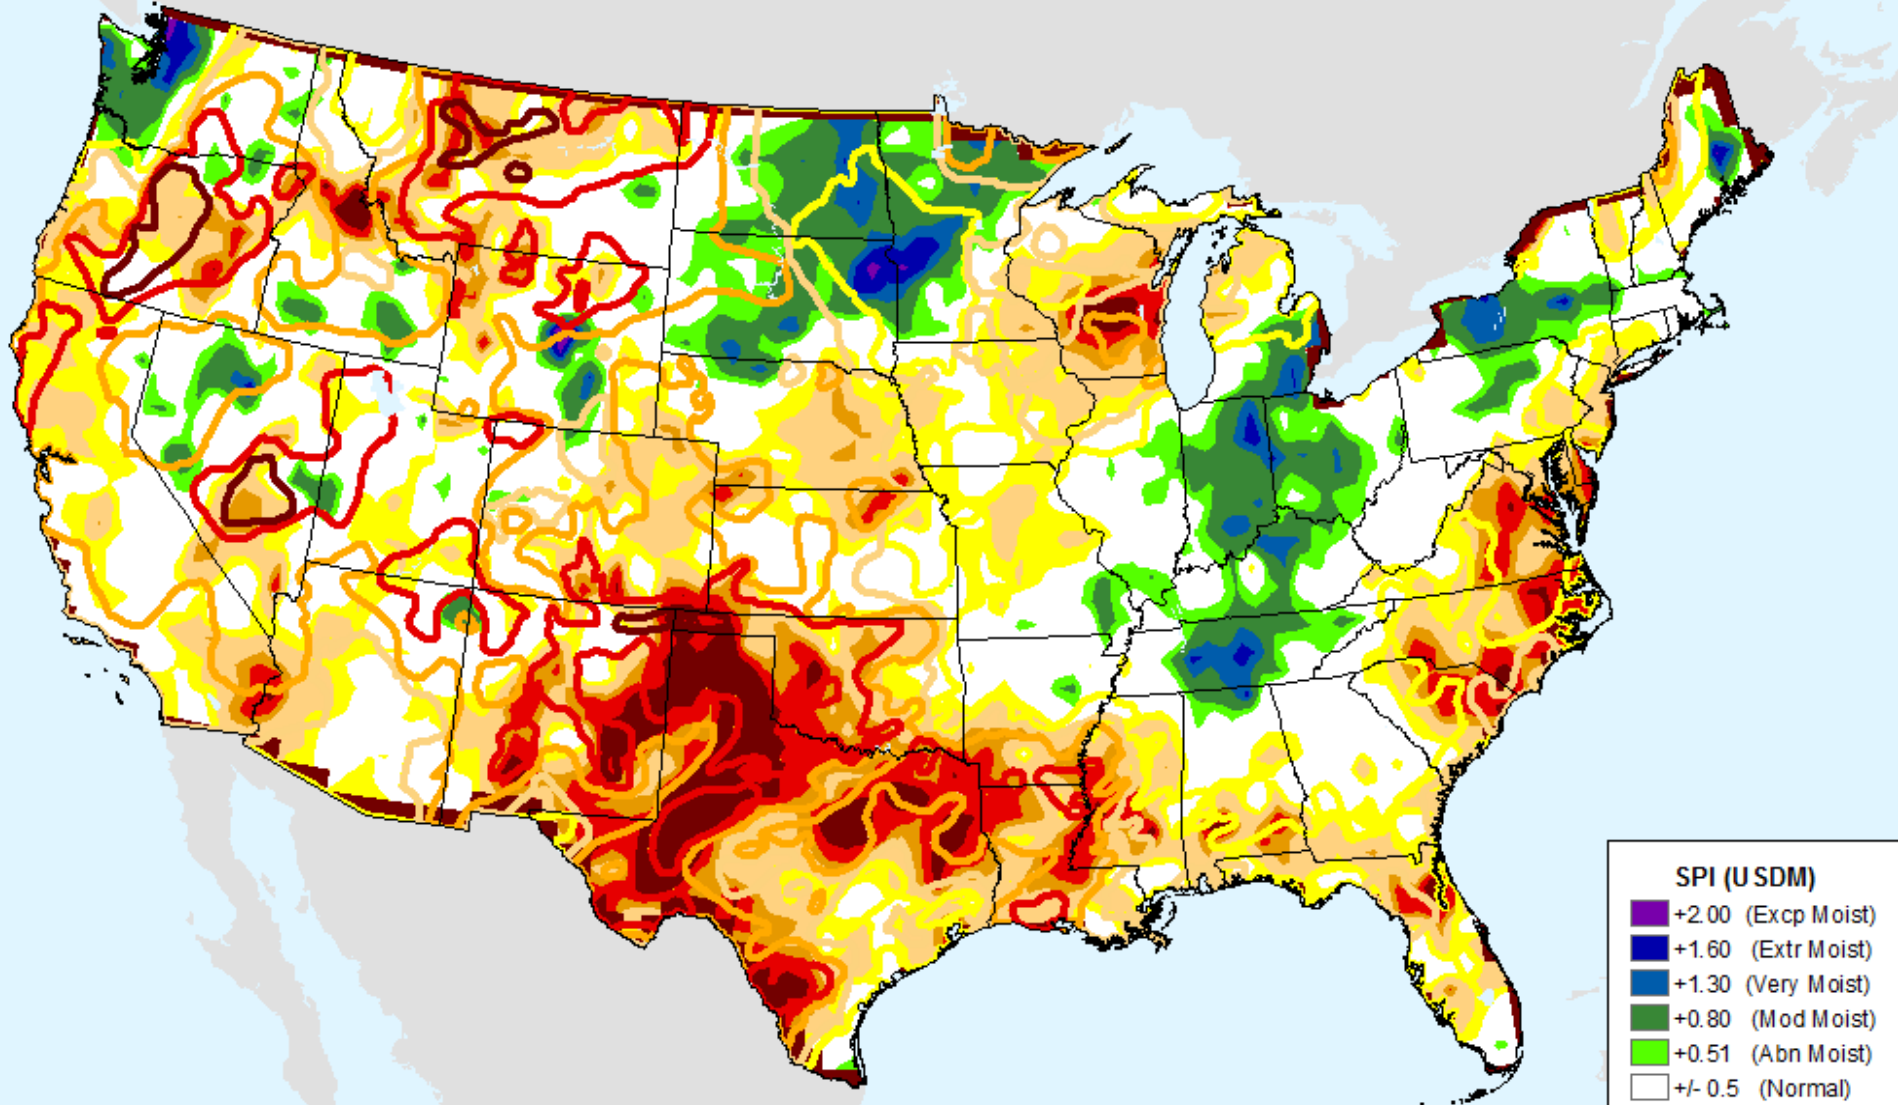 SPI (USDM)
+2.00 (Excp Moist)
+1.60 (Extr Moist)
+1.30 (Very Moist)
+0.80 (Mod Moist)
+0.51 (Abn Moist)
+/- 0.5 (Normal)